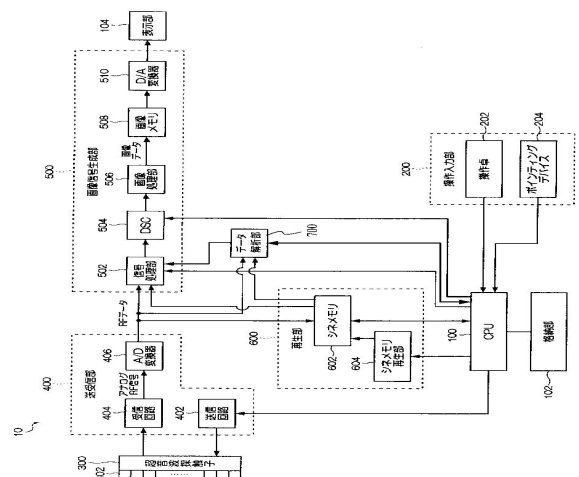 10
300
302
超音波探触子
400
送受信部
404
受信
回路
アナログ
RF信号
406
A/D
変換器
402
送信
回路
RFデータ
500
画像信号生成部
502
信号
処理部
504
DSC
506
画像
処理部
画像
データ
508
画像
メモリ
510
D/A
変換器
104
表示部
700
データ
解析部
600
再生部
602
シネメモリ
604
シネメモリ
再生部
100
CPU
102
格納部
200
操作入力部
202
操作卓
204
ポインティング
デバイス